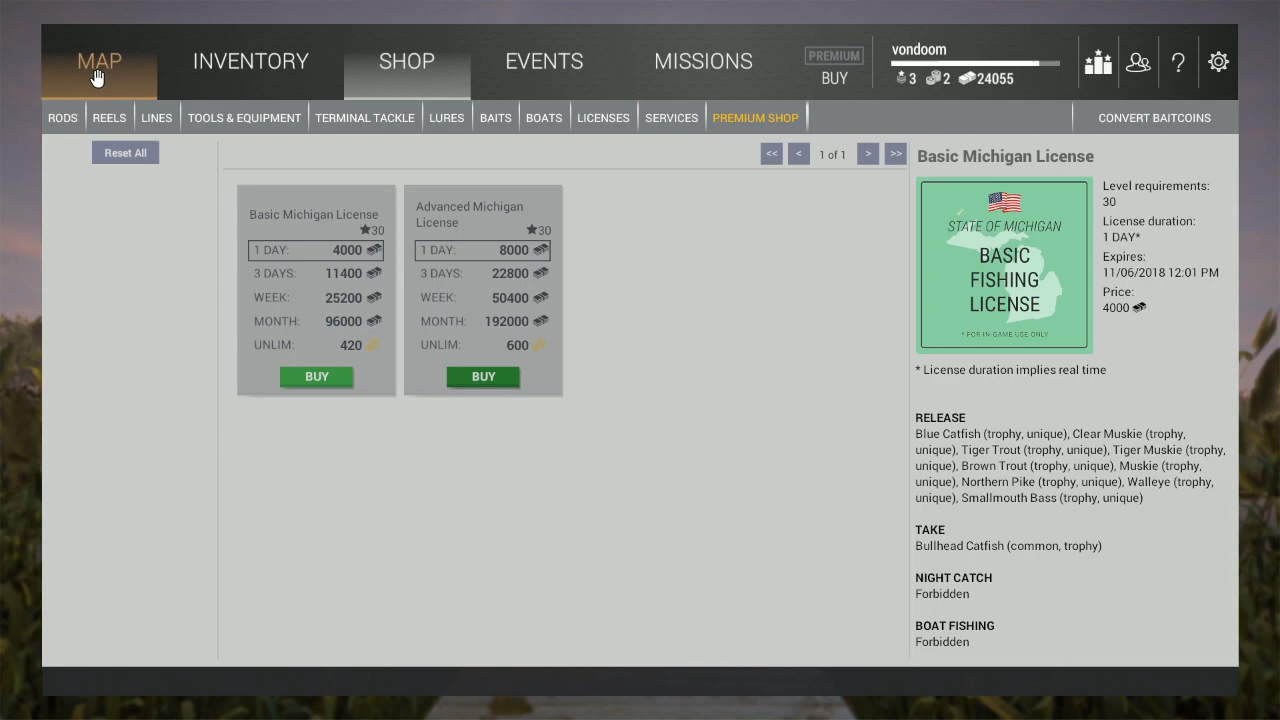 MAP
INVENTORY
SHOP
EVENTS
MISSIONS
PREMIUM
BUY
vondoom
3 2 24055
?
RODS
REELS
LINES
TOOLS & EQUIPMENT
TERMINAL TACKLE
LURES
BAITS
BOATS
LICENSES
SERVICES
PREMIUM SHOP
CONVERT BAITCOINS
Reset All
<< < 1 of 1 > >>
Basic Michigan License
30
1 DAY: 4000
3 DAYS: 11400
WEEK: 25200
MONTH: 96000
UNLIM: 420
BUY
Advanced Michigan
License
30
1 DAY: 8000
3 DAYS: 22800
WEEK: 50400
MONTH: 192000
UNLIM: 600
BUY
Basic Michigan License
STATE OF MICHIGAN
BASIC
FISHING
LICENSE
* FOR IN-GAME USE ONLY
Level requirements:
30
License duration:
1 DAY*
Expires:
11/06/2018 12:01 PM
Price:
4000
* License duration implies real time
RELEASE
Blue Catfish (trophy, unique), Clear Muskie (trophy,
unique), Tiger Trout (trophy, unique), Tiger Muskie (trophy,
unique), Brown Trout (trophy, unique), Muskie (trophy,
unique), Northern Pike (trophy, unique), Walleye (trophy,
unique), Smallmouth Bass (trophy, unique)
TAKE
Bullhead Catfish (common, trophy)
NIGHT CATCH
Forbidden
BOAT FISHING
Forbidden